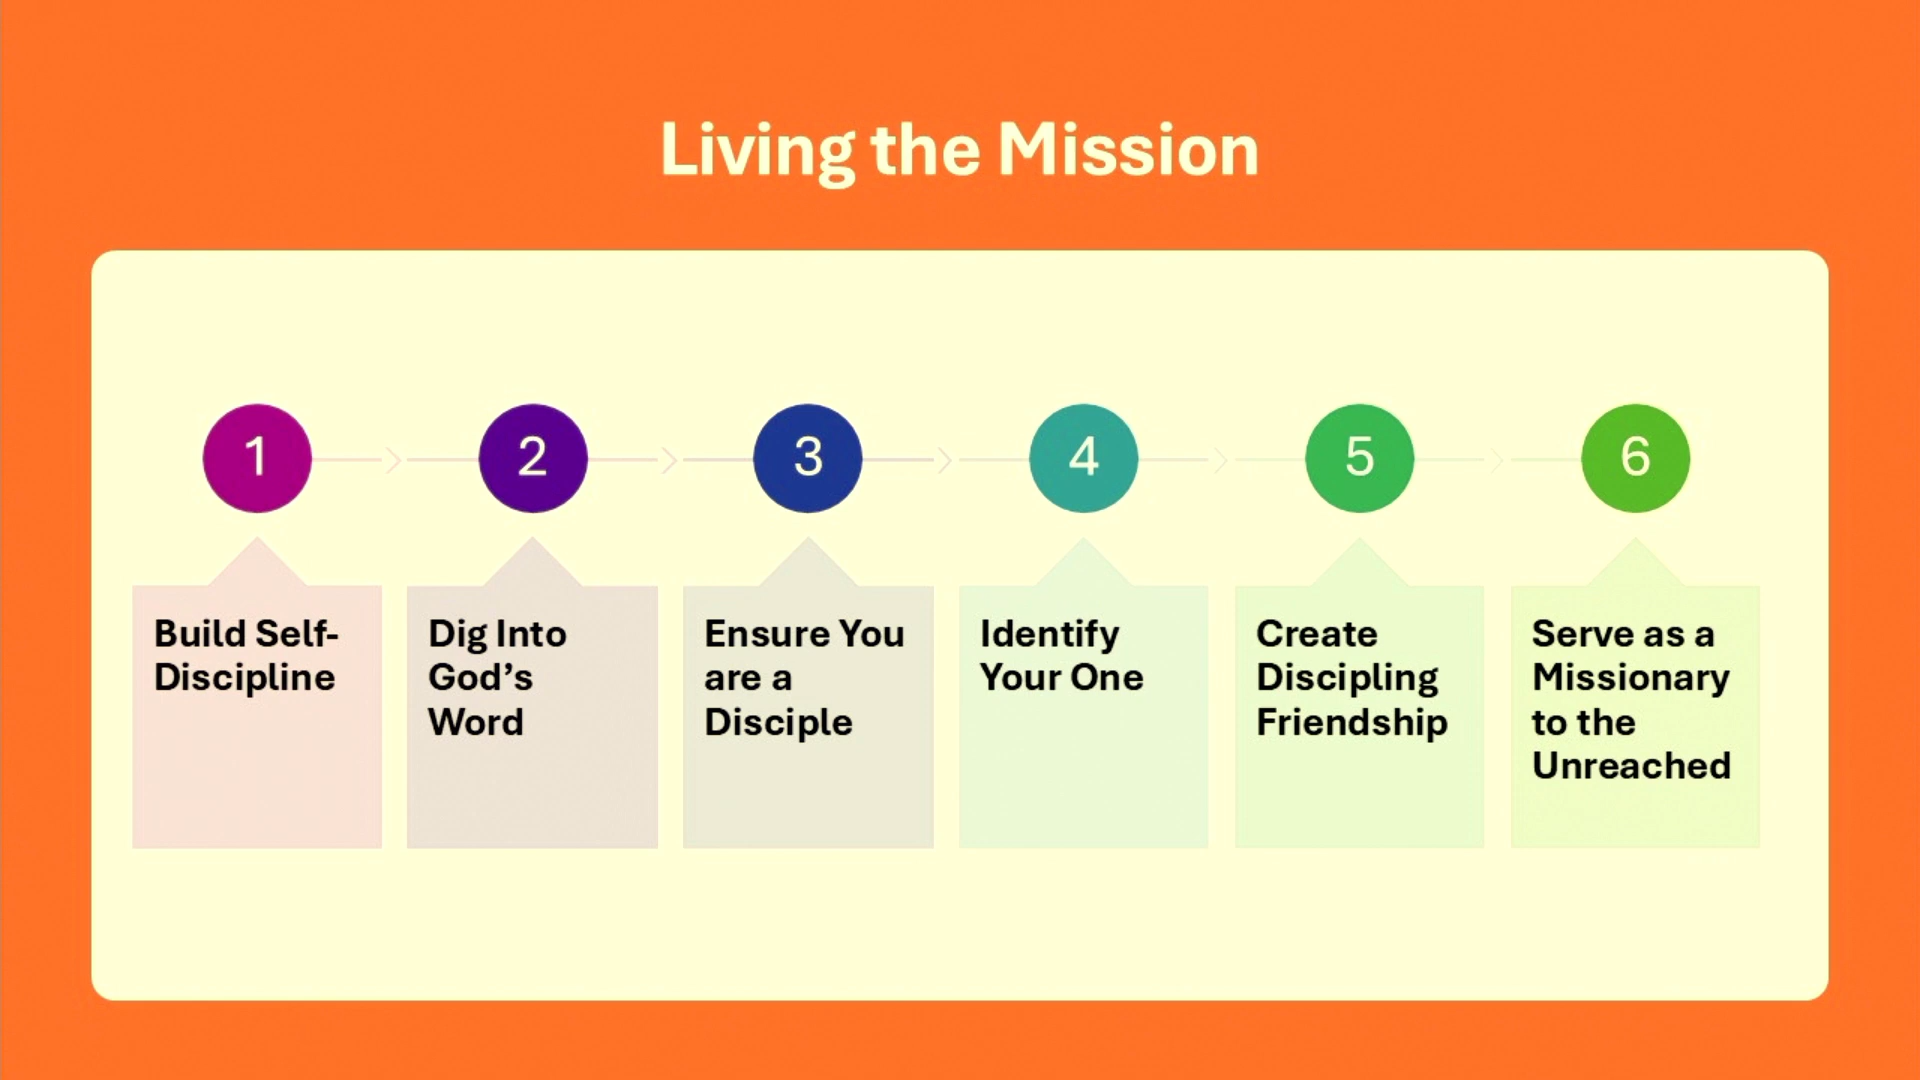 Living the Mission
1
2
3
4
5
6
Build Self-
Discipline
Dig Into
God’s
Word
Ensure You
are a
Disciple
Identify
Your One
Create
Discipling
Friendship
Serve as a
Missionary
to the
Unreached